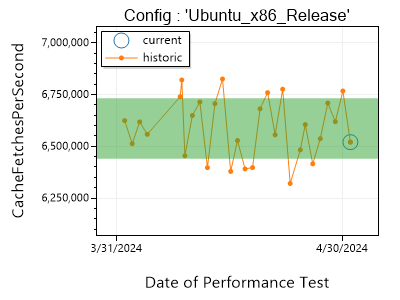 Config : 'Ubuntu_x86_Release'
current
historic
CacheFetchesPerSecond
7,000,000
6,750,000
6,500,000
6,250,000
3/31/2024
4/30/2024
Date of Performance Test